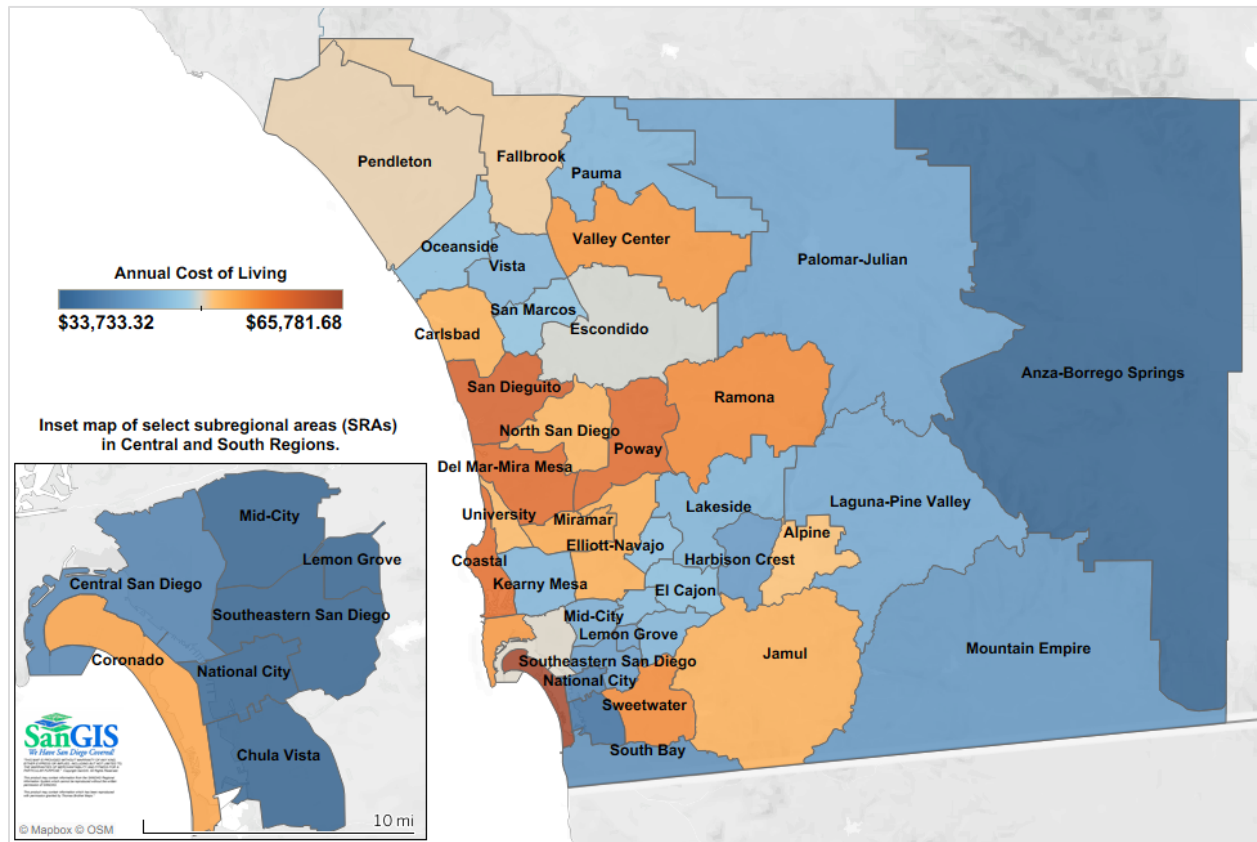 Pendleton
Fallbrook
Pauma
Oceanside
Vista
Valley Center
Palomar-Julian
Annual Cost of Living
$33,733.32
$65,781.68
San Marcos
Escondido
Carlsbad
Anza-Borrego Springs
San Dieguito
Ramona
North San Diego
Poway
Del Mar-Mira Mesa
University
Miramar
Lakeside
Laguna-Pine Valley
Alpine
Elliott-Navajo
Harbison Crest
Coastal
Kearny Mesa
El Cajon
Mid-City
Lemon Grove
Mountain Empire
Jamul
Southeastern San Diego
National City
Sweetwater
South Bay
Inset map of select subregional areas (SRAs)
in Central and South Regions.
Mid-City
Lemon Grove
Central San Diego
Southeastern San Diego
Coronado
National City
Chula Vista
SanGIS
We Have San Diego Covered!
© Mapbox © OSM
10 mi